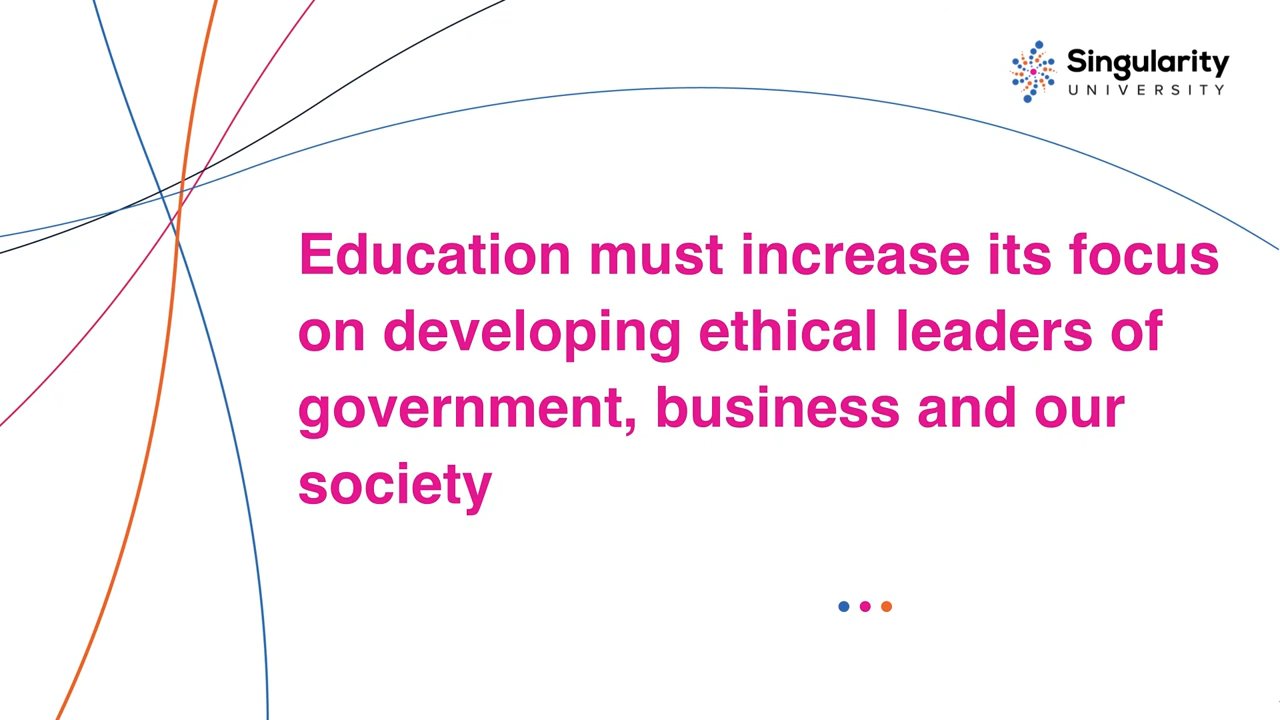 Singularity
UNIVERSITY
Education must increase its focus
on developing ethical leaders of
government, business and our
society